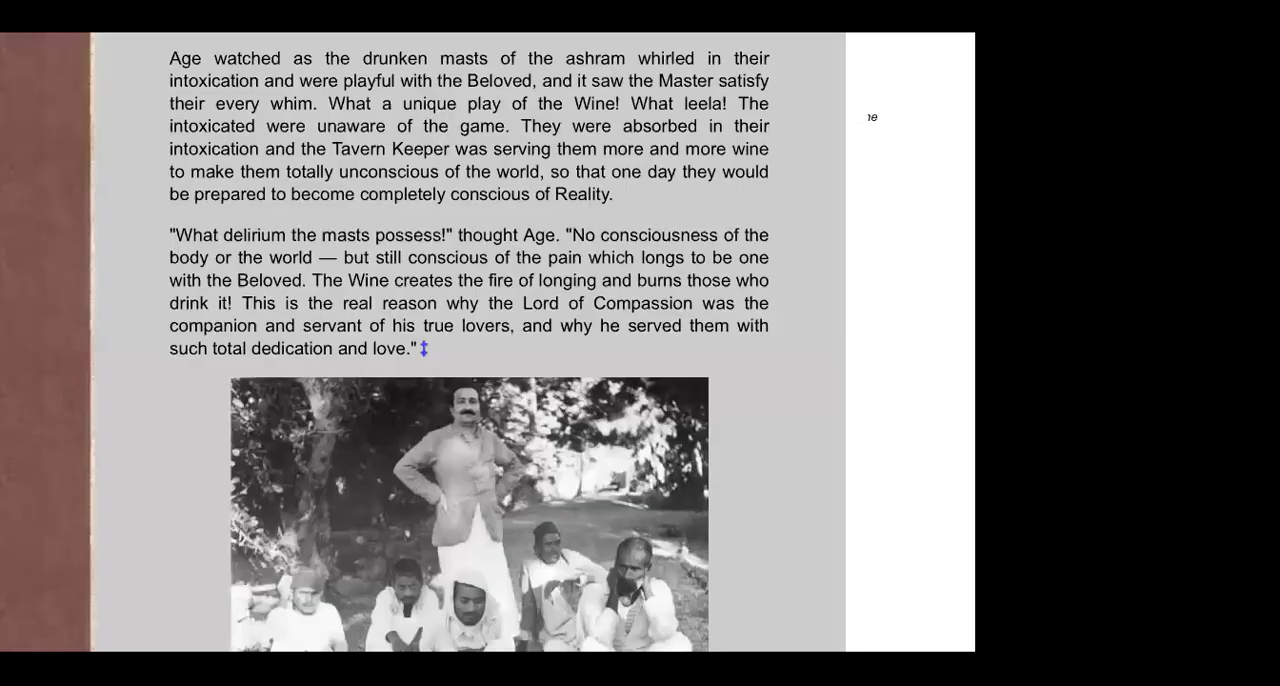 Age watched as the drunken masts of the ashram whirled in their
intoxication and were playful with the Beloved, and it saw the Master satisfy
their every whim. What a unique play of the Wine! What leela! The
intoxicated were unaware of the game. They were absorbed in their
intoxication and the Tavern Keeper was serving them more and more wine
to make them totally unconscious of the world, so that one day they would
be prepared to become completely conscious of Reality.
"What delirium the masts possess!" thought Age. "No consciousness of the
body or the world — but still conscious of the pain which longs to be one
with the Beloved. The Wine creates the fire of longing and burns those who
drink it! This is the real reason why the Lord of Compassion was the
companion and servant of his true lovers, and why he served them with
such total dedication and love." ‡